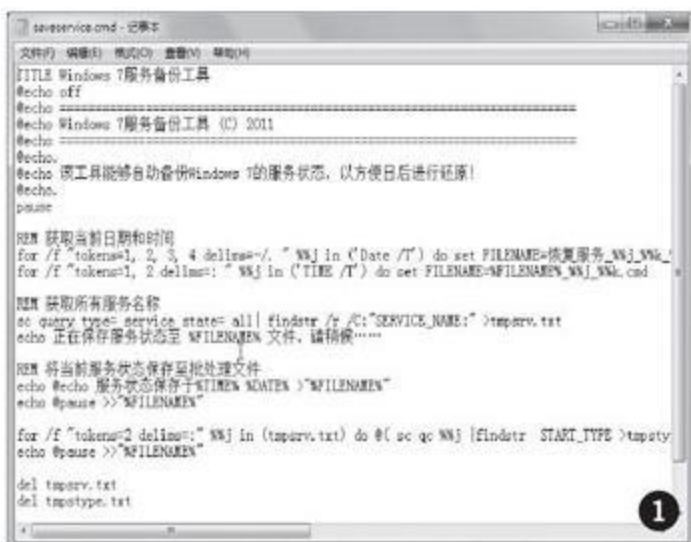 saveservice.cmd - 记事本
文件(F) 编辑(E) 格式(O) 查看(V) 帮助(H)
TITLE Windows 7服务备份工具
@echo off
@echo ======================================================================
@echo Windows 7服务备份工具 (C) 2011
@echo ======================================================================
@echo.
@echo 该工具能够自动备份Windows 7的服务状态，以方便日后进行还原！
@echo.
pause
REM 获取当前日期和时间
for /f "tokens=1, 2, 3, 4 delims=-/. " %%j in ('Date /T') do set FILENAME=恢复服务_%%j_%%k_
for /f "tokens=1, 2 delims=: " %%j in ('TIME /T') do set FILENAME=%FILENAME%_%%j_%%k.cmd
REM 获取所有服务名称
sc query type= service state= all| findstr /r /C:"SERVICE_NAME:" >tmpsrv.txt
echo 正在保存服务状态至 %FILENAME% 文件，请稍候……
REM 将当前服务状态保存至批处理文件
echo @echo 服务状态保存于%TIME% %DATE% >"%FILENAME%"
echo @pause >>"%FILENAME%"
for /f "tokens=2 delims=:" %%j in (tmpsrv.txt) do @( sc qc %%j |findstr START_TYPE >tmpsty
echo @pause >>"%FILENAME%"
del tmpsrv.txt
del tmpstype.txt
1